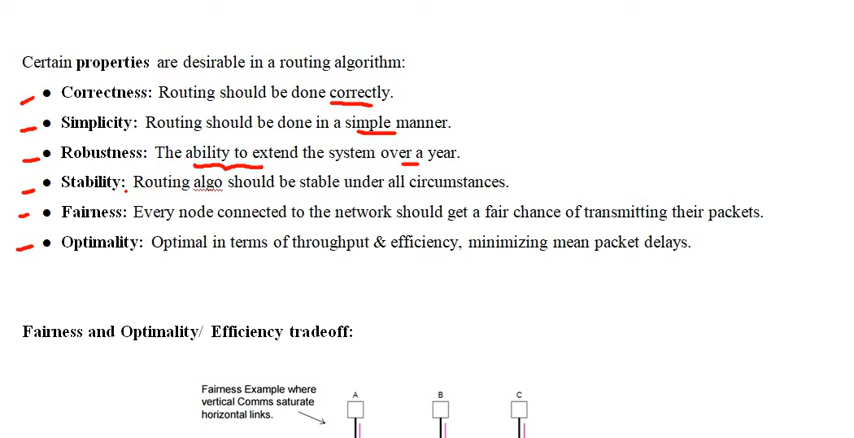 Certain properties are desirable in a routing algorithm:
● Correctness: Routing should be done correctly.
● Simplicity: Routing should be done in a simple manner.
● Robustness: The ability to extend the system over a year.
● Stability: Routing algo should be stable under all circumstances.
● Fairness: Every node connected to the network should get a fair chance of transmitting their packets.
● Optimality: Optimal in terms of throughput & efficiency, minimizing mean packet delays.
Fairness and Optimality/ Efficiency tradeoff:
Fairness Example where
vertical Comms saturate
horizontal links.
A B C